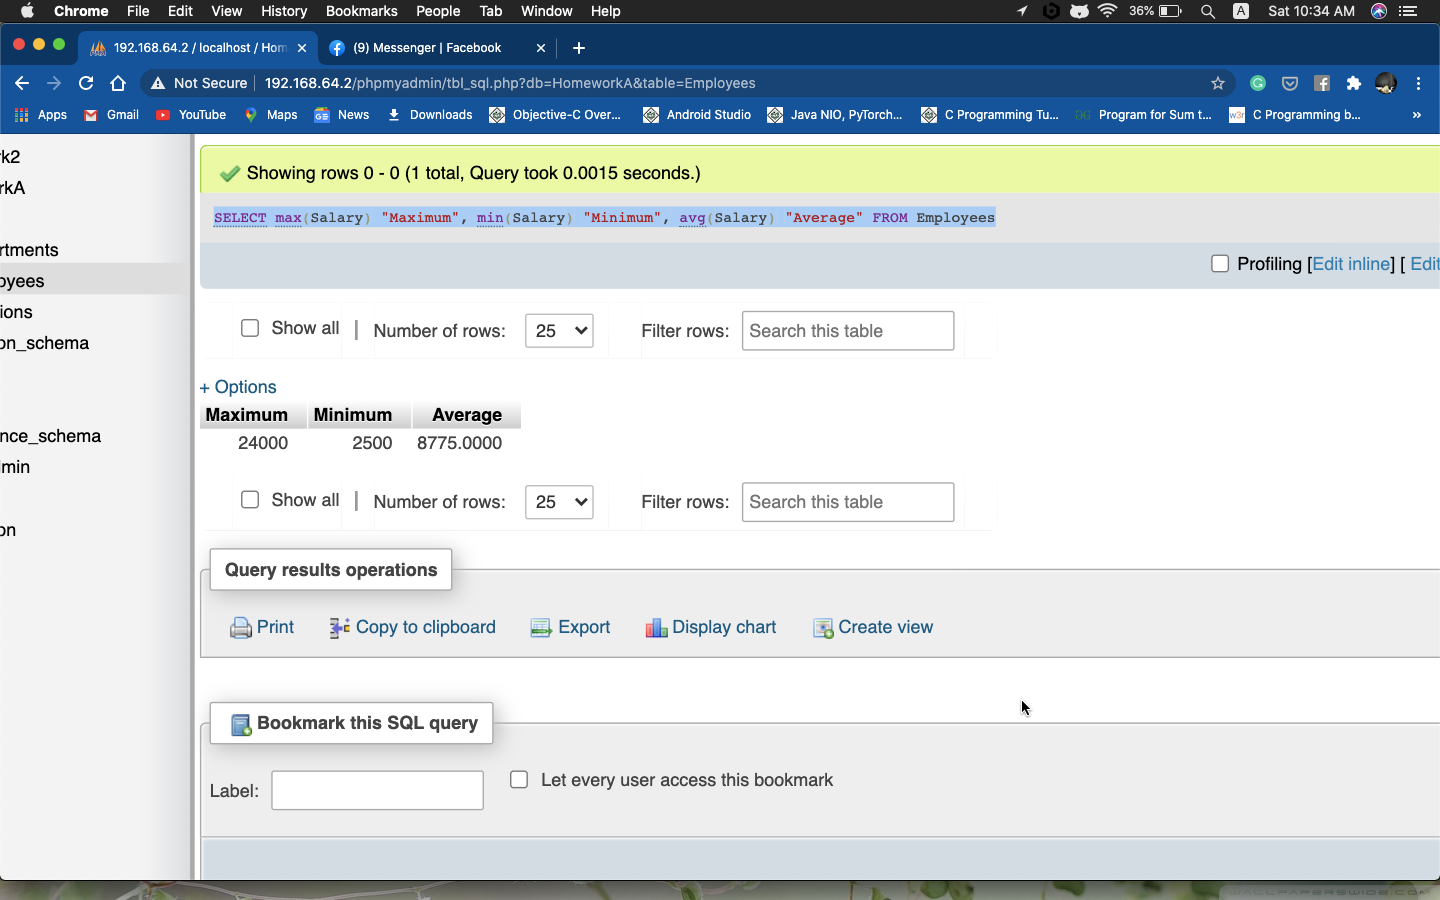 Chrome File Edit View History Bookmarks People Tab Window Help 36% A Sat 10:34 AM
192.168.64.2 / localhost / Hom (9) Messenger | Facebook
Not Secure 192.168.64.2/phpmyadmin/tbl_sql.php?db=HomeworkA&table=Employees
Apps Gmail YouTube Maps News Downloads Objective-C Over... Android Studio Java NIO, PyTorch... C Programming Tu... Program for Sum t... w3r C Programming b... »
rk2
rkA
rtments
oyees
ions
on_schema
nce_schema
min
on
Showing rows 0 - 0 (1 total, Query took 0.0015 seconds.)
SELECT max(Salary) "Maximum", min(Salary) "Minimum", avg(Salary) "Average" FROM Employees
Profiling [Edit inline] [ Edit
Show all | Number of rows: 25 Filter rows: Search this table
+ Options
Maximum Minimum Average
24000 2500 8775.0000
Show all | Number of rows: 25 Filter rows: Search this table
Query results operations
Print Copy to clipboard Export Display chart Create view
Bookmark this SQL query
Label: Let every user access this bookmark
WALLPAPERSWIDE.COM